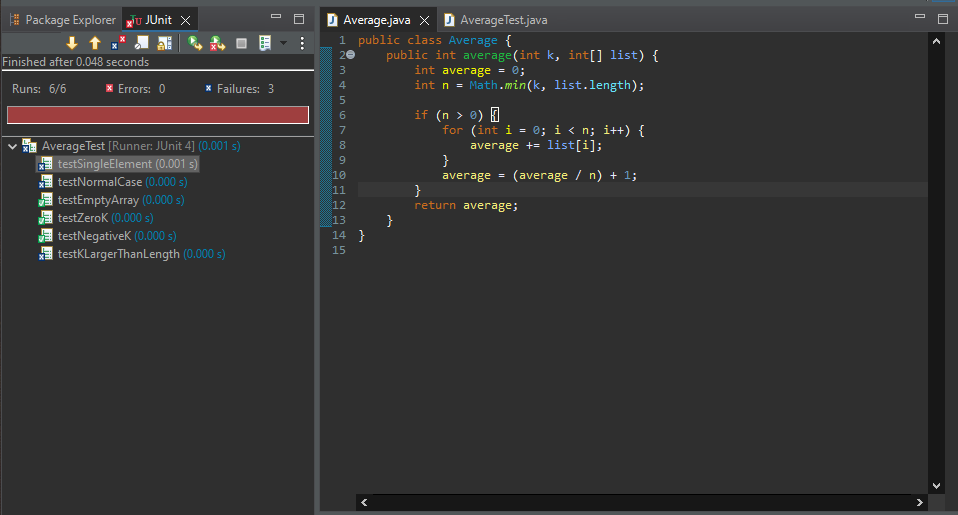 Package Explorer JUnit
Finished after 0.048 seconds
Runs: 6/6 Errors: 0 Failures: 3
AverageTest [Runner: JUnit 4] (0.001 s)
testSingleElement (0.001 s)
testNormalCase (0.000 s)
testEmptyArray (0.000 s)
testZeroK (0.000 s)
testNegativeK (0.000 s)
testKLargerThanLength (0.000 s)
Average.java AverageTest.java
1 public class Average {
2 public int average(int k, int[] list) {
3 int average = 0;
4 int n = Math.min(k, list.length);
5
6 if (n > 0) {
7 for (int i = 0; i < n; i++) {
8 average += list[i];
9 }
10 average = (average / n) + 1;
11 }
12 return average;
13 }
14 }
15